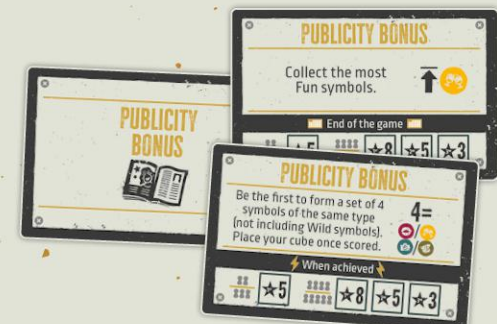 PUBLICITY
BONUS
PUBLICITY BONUS
Collect the most
Fun symbols.
End of the game
5
8
5
3
PUBLICITY BONUS
Be the first to form a set of 4
symbols of the same type
(not including Wild symbols).
Place your cube once scored.
4=
/
/
When achieved
5
8
5
3